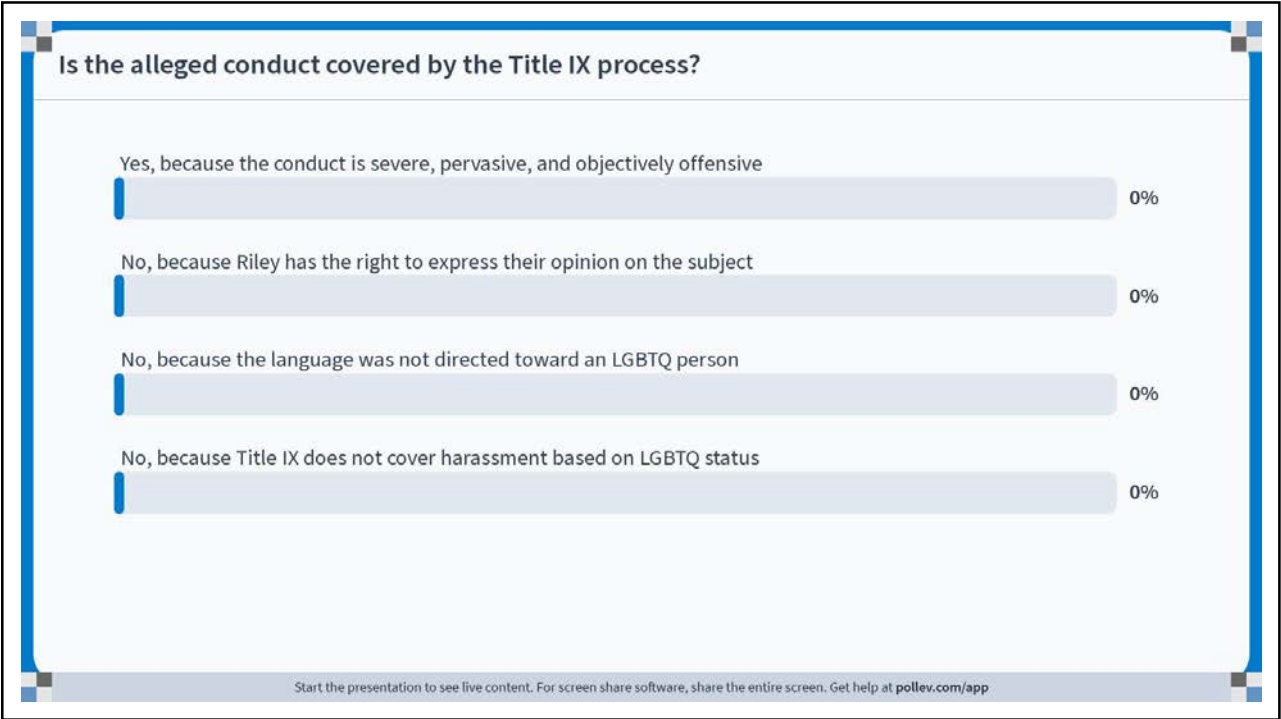 Is the alleged conduct covered by the Title IX process?
Yes, because the conduct is severe, pervasive, and objectively offensive
0%
No, because Riley has the right to express their opinion on the subject
0%
No, because the language was not directed toward an LGBTQ person
0%
No, because Title IX does not cover harassment based on LGBTQ status
0%
Start the presentation to see live content. For screen share software, share the entire screen. Get help at pollev.com/app